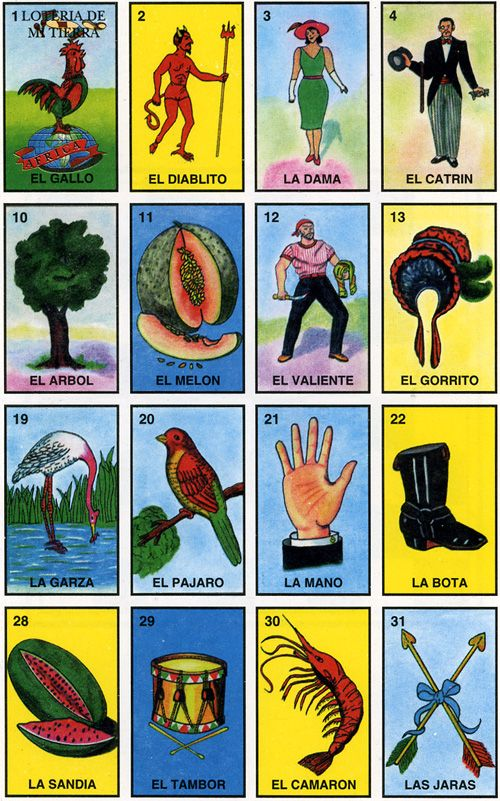 1 LOTERIA DE
MI TIERRA
AFRICA
EL GALLO
2
EL DIABLITO
3
LA DAMA
4
EL CATRIN
10
EL ARBOL
11
EL MELON
12
EL VALIENTE
13
EL GORRITO
19
LA GARZA
20
EL PAJARO
21
LA MANO
22
LA BOTA
28
LA SANDIA
29
EL TAMBOR
30
EL CAMARON
31
LAS JARAS